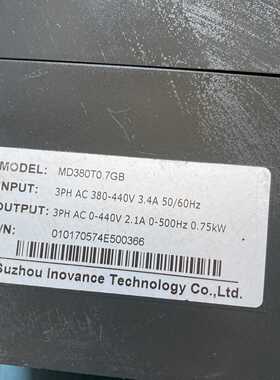 MODEL: MD380T0.7GB
INPUT: 3PH AC 380-440V 3.4A 50/60Hz
OUTPUT: 3PH AC 0-440V 2.1A 0-500Hz 0.75kW
S/N: 010170574E500366
Suzhou Inovance Technology Co.,Ltd.